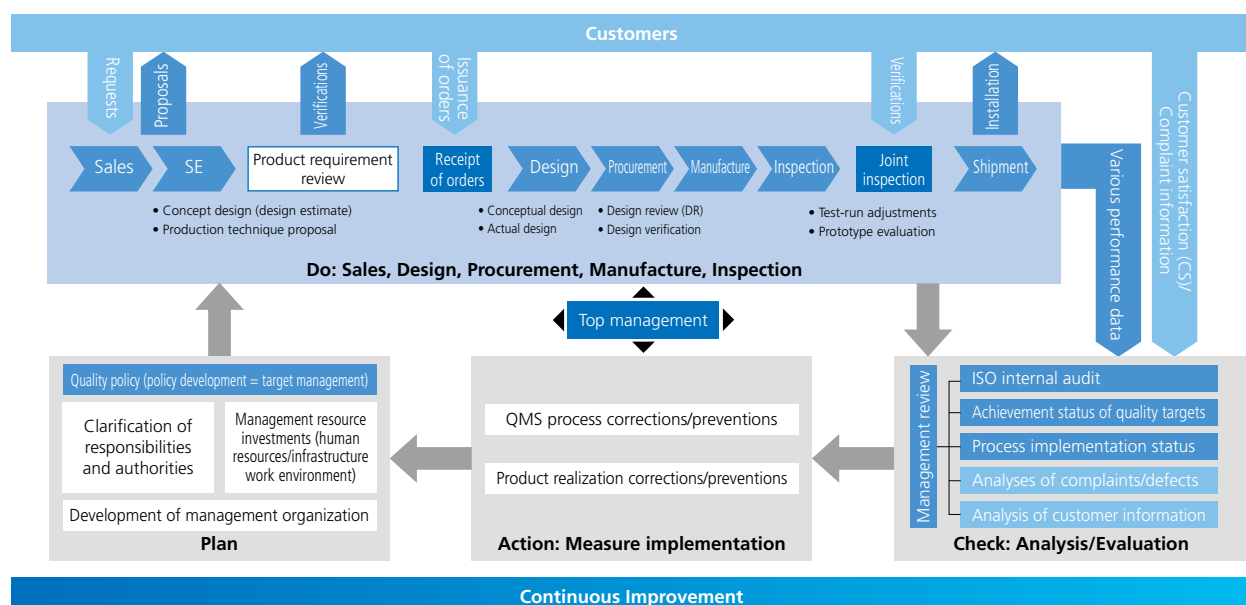 Customers
Requests
Proposals
Verifications
Issuance
of orders
Verifications
Installation
Customer satisfaction (CS)/
Complaint information
Various performance data
Sales
SE
Product requirement
review
Receipt
of orders
Design
Procurement
Manufacture
Inspection
Joint
inspection
Shipment
• Concept design (design estimate)
• Production technique proposal
• Conceptual design
• Actual design
• Design review (DR)
• Design verification
• Test-run adjustments
• Prototype evaluation
Do: Sales, Design, Procurement, Manufacture, Inspection
Top management
Quality policy (policy development = target management)
Clarification of
responsibilities
and authorities
Management resource
investments (human
resources/infrastructure
work environment)
Development of management organization
Plan
QMS process corrections/preventions
Product realization corrections/preventions
Action: Measure implementation
Management review
ISO internal audit
Achievement status of quality targets
Process implementation status
Analyses of complaints/defects
Analysis of customer information
Check: Analysis/Evaluation
Continuous Improvement